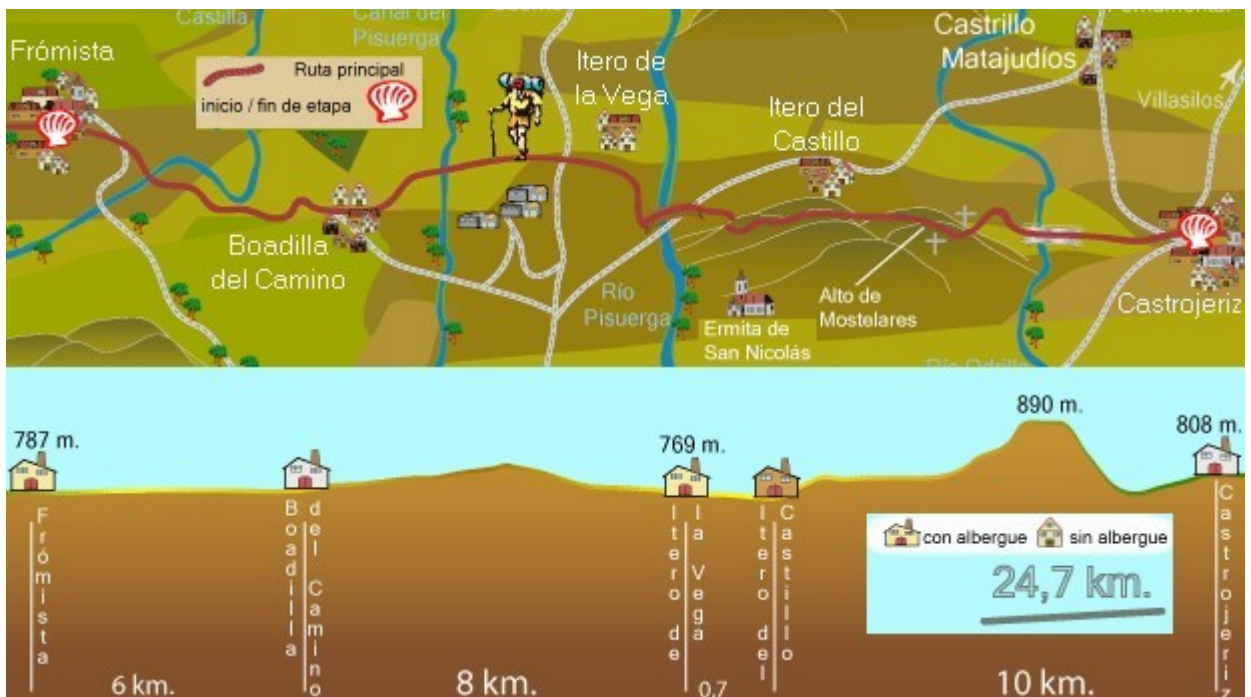 Castilla
Canal del
Pisuerga
Frómista
Ruta principal
inicio / fin de etapa
Itero de
la Vega
Castrillo
Matajudíos
Villasilos
Itero del
Castillo
Boadilla
del Camino
Río
Pisuerga
Ermita de
San Nicolás
Alto de
Mostelares
Castrojeriz
787 m.
769 m.
890 m.
808 m.
Frómista
Boadilla
del Camino
Itero de
la Vega
Itero del
Castillo
Castrojeriz
con albergue
sin albergue
24,7 km.
6 km.
8 km.
0,7
10 km.